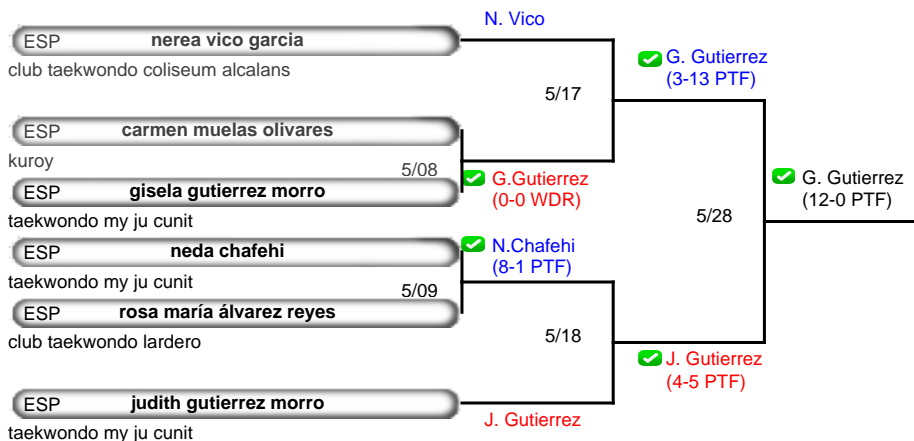 N. Vico
ESP nerea vico garcia
club taekwondo coliseum alcalans
G. Gutierrez
(3-13 PTF)
5/17
ESP carmen muelas olivares
kuroy
5/08
G.Gutierrez
(0-0 WDR)
ESP gisela gutierrez morro
taekwondo my ju cunit
G. Gutierrez
(12-0 PTF)
5/28
ESP neda chafehi
taekwondo my ju cunit
N.Chafehi
(8-1 PTF)
5/09
ESP rosa maría álvarez reyes
club taekwondo lardero
5/18
J. Gutierrez
(4-5 PTF)
ESP judith gutierrez morro
taekwondo my ju cunit
J. Gutierrez